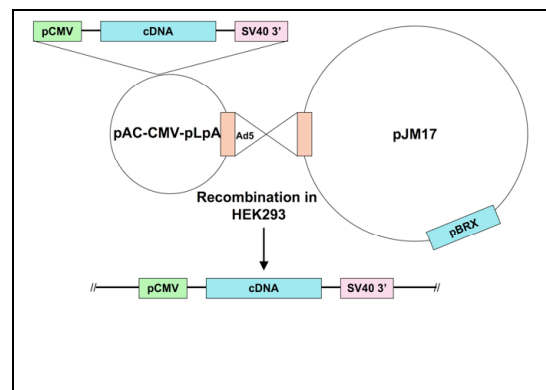 pCMV cDNA SV40 3'
pAC-CMV-pLpA Ad5 pJM17
Recombination in
HEK293
pBRX
// pCMV cDNA SV40 3' //